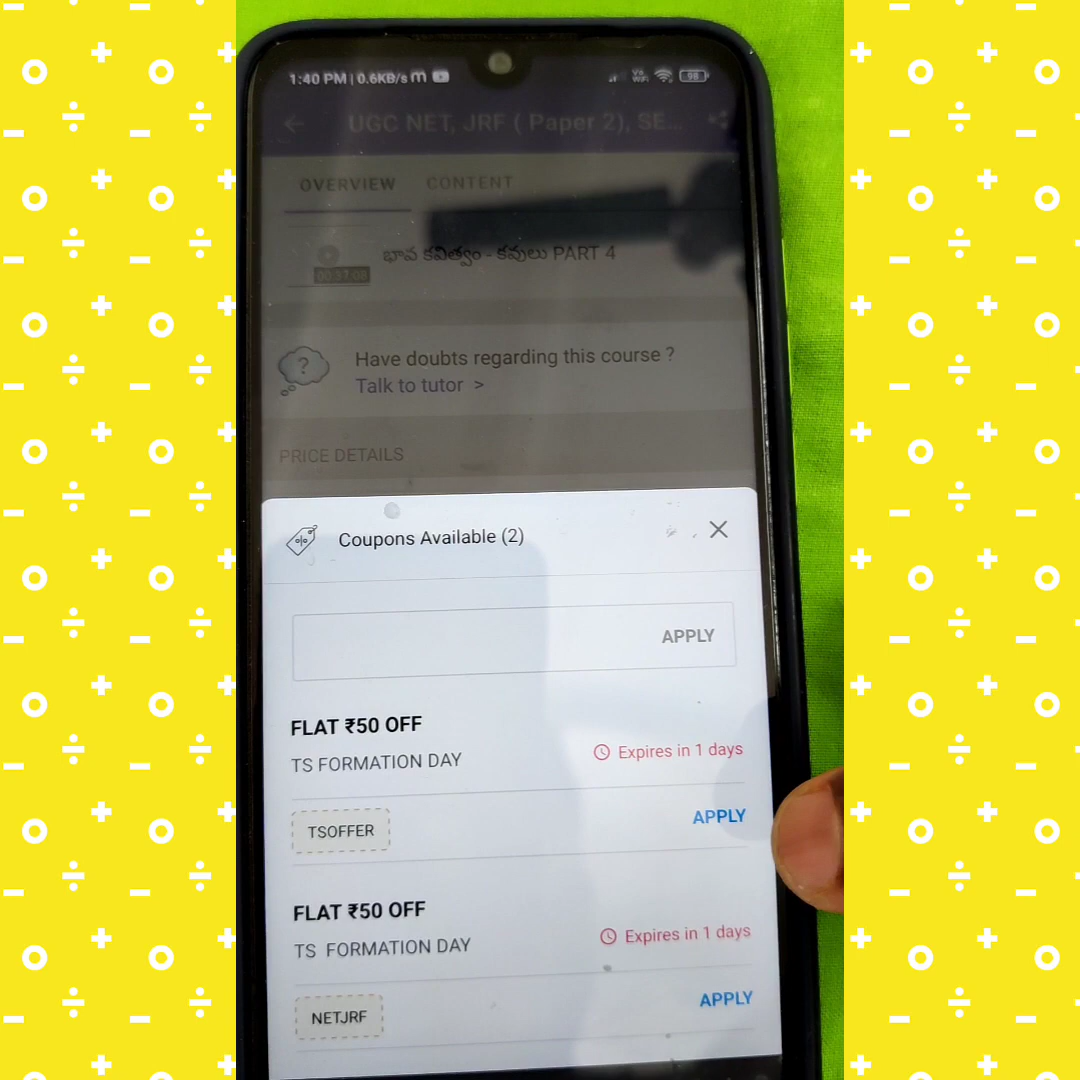 1:40 PM | 0.6KB/s
98
UGC NET, JRF ( Paper 2), SE...
OVERVIEW CONTENT
భావ కవిత్వం - కవులు PART 4
Have doubts regarding this course ?
Talk to tutor >
PRICE DETAILS
Coupons Available (2)
APPLY
FLAT ₹50 OFF
TS FORMATION DAY
Expires in 1 days
TSOFFER
APPLY
FLAT ₹50 OFF
TS FORMATION DAY
Expires in 1 days
NETJRF
APPLY